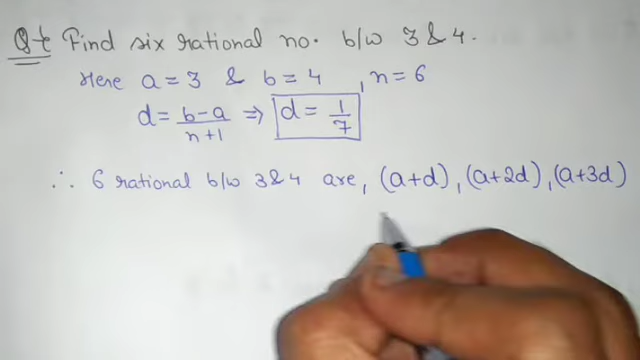 Q-t Find six rational no. b/w 3 & 4.
Here a = 3 & b = 4 , n = 6
d = b-a / n+1 ⇒ d = 1/7
∴ 6 rational b/w 3 & 4 are, (a+d), (a+2d), (a+3d)